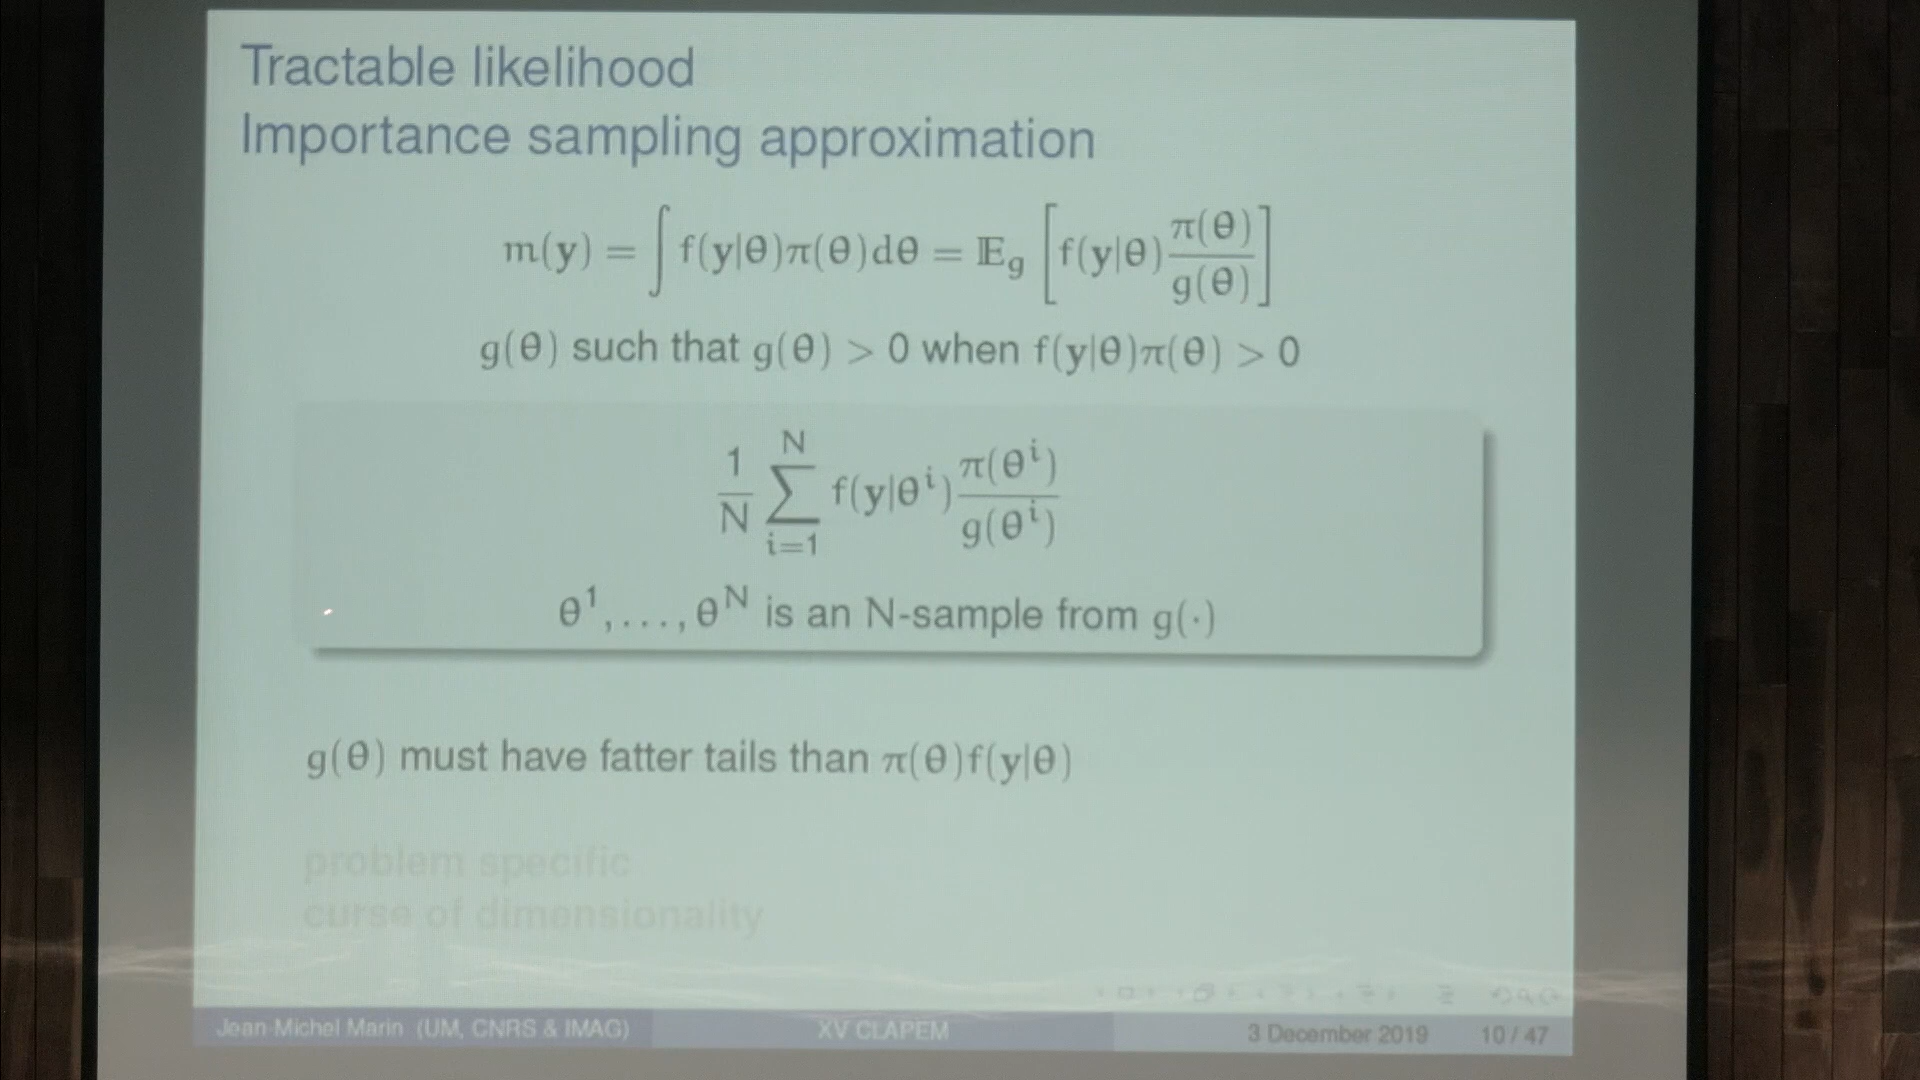 Tractable likelihood
Importance sampling approximation
m(y) = ∫ f(y|θ)π(θ)dθ = 𝔼g [f(y|θ) π(θ)/g(θ)]
g(θ) such that g(θ) > 0 when f(y|θ)π(θ) > 0
1/N ∑_{i=1}^{N} f(y|θ^i) π(θ^i)/g(θ^i)
θ^1, . . . , θ^N is an N-sample from g(·)
g(θ) must have fatter tails than π(θ)f(y|θ)
problem specific
curse of dimensionality
Jean-Michel Marin (UM, CNRS & IMAG) XV CLAPEM 3 December 2019 10 / 47